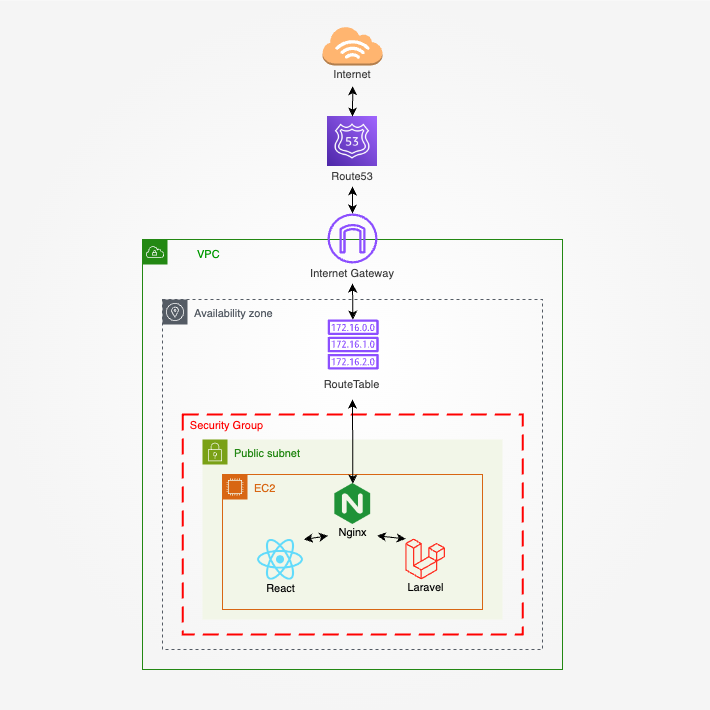 Internet
53
Route53
VPC
Internet Gateway
Availability zone
172.16.0.0
172.16.1.0
172.16.2.0
RouteTable
Security Group
Public subnet
EC2
N
Nginx
React
Laravel